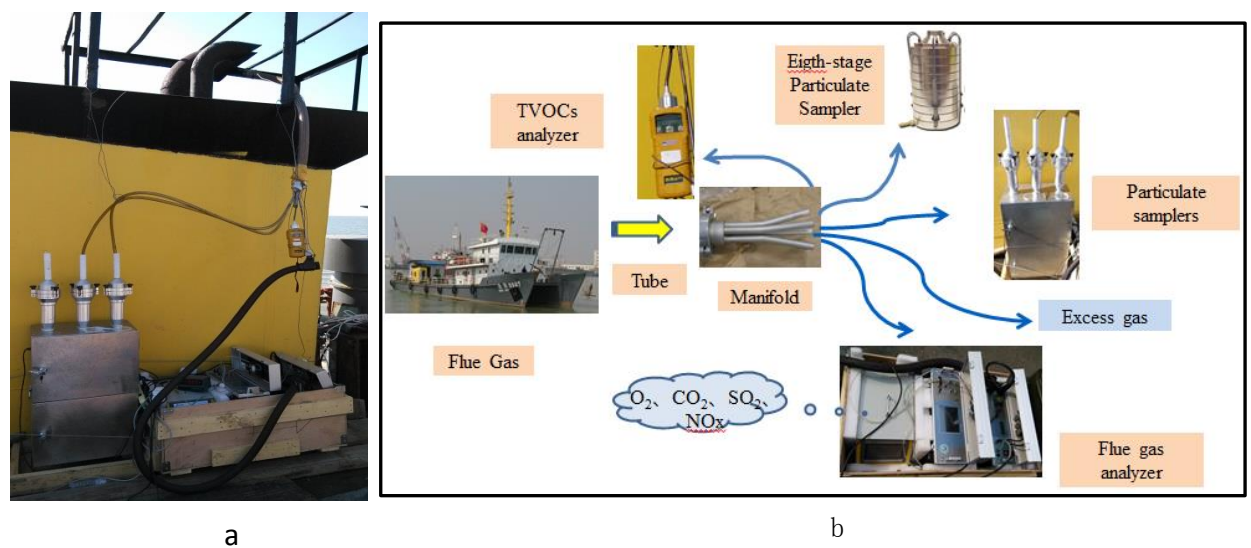 Eigth-stage
Particulate
Sampler
TVOCs
analyzer
Particulate
samplers
Tube
Manifold
Excess gas
Flue Gas
O₂、CO₂、SO₂、
NOx
Flue gas
analyzer
a
b